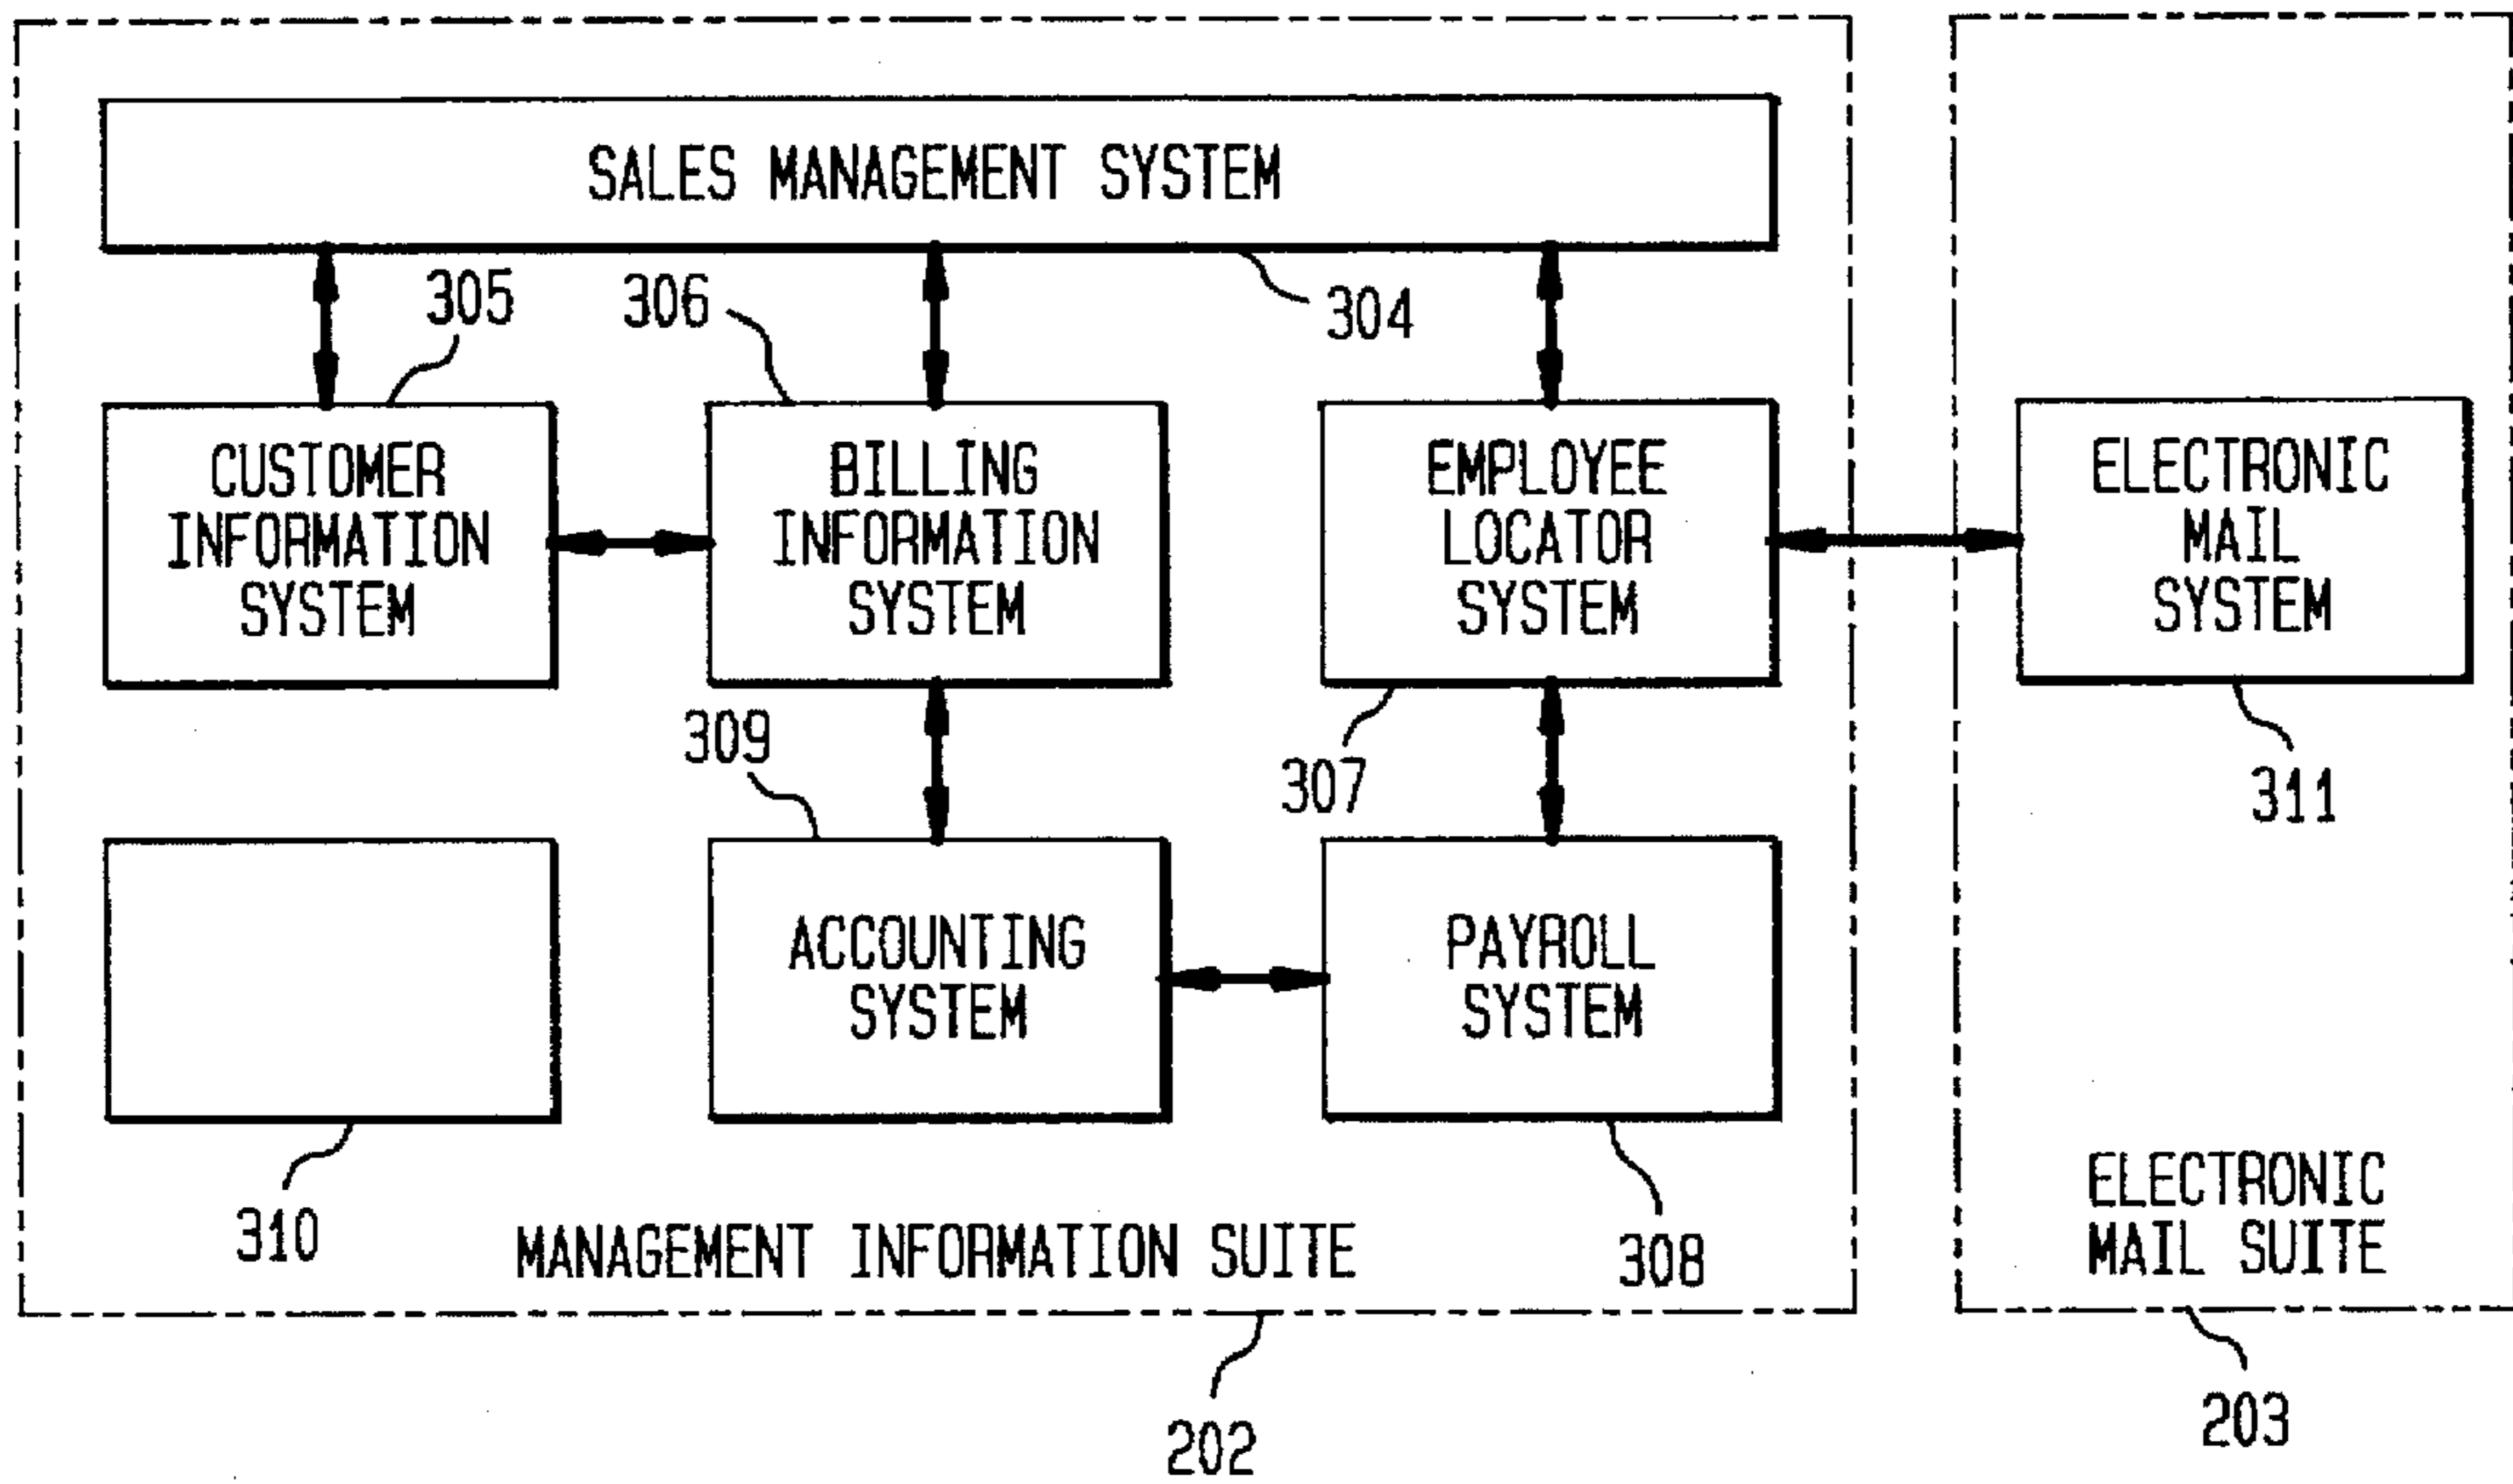 SALES MANAGEMENT SYSTEM
305
306
304
CUSTOMER
INFORMATION
SYSTEM
BILLING
INFORMATION
SYSTEM
EMPLOYEE
LOCATOR
SYSTEM
ELECTRONIC
MAIL
SYSTEM
309
307
311
ACCOUNTING
SYSTEM
PAYROLL
SYSTEM
310
MANAGEMENT INFORMATION SUITE
308
ELECTRONIC
MAIL SUITE
202
203